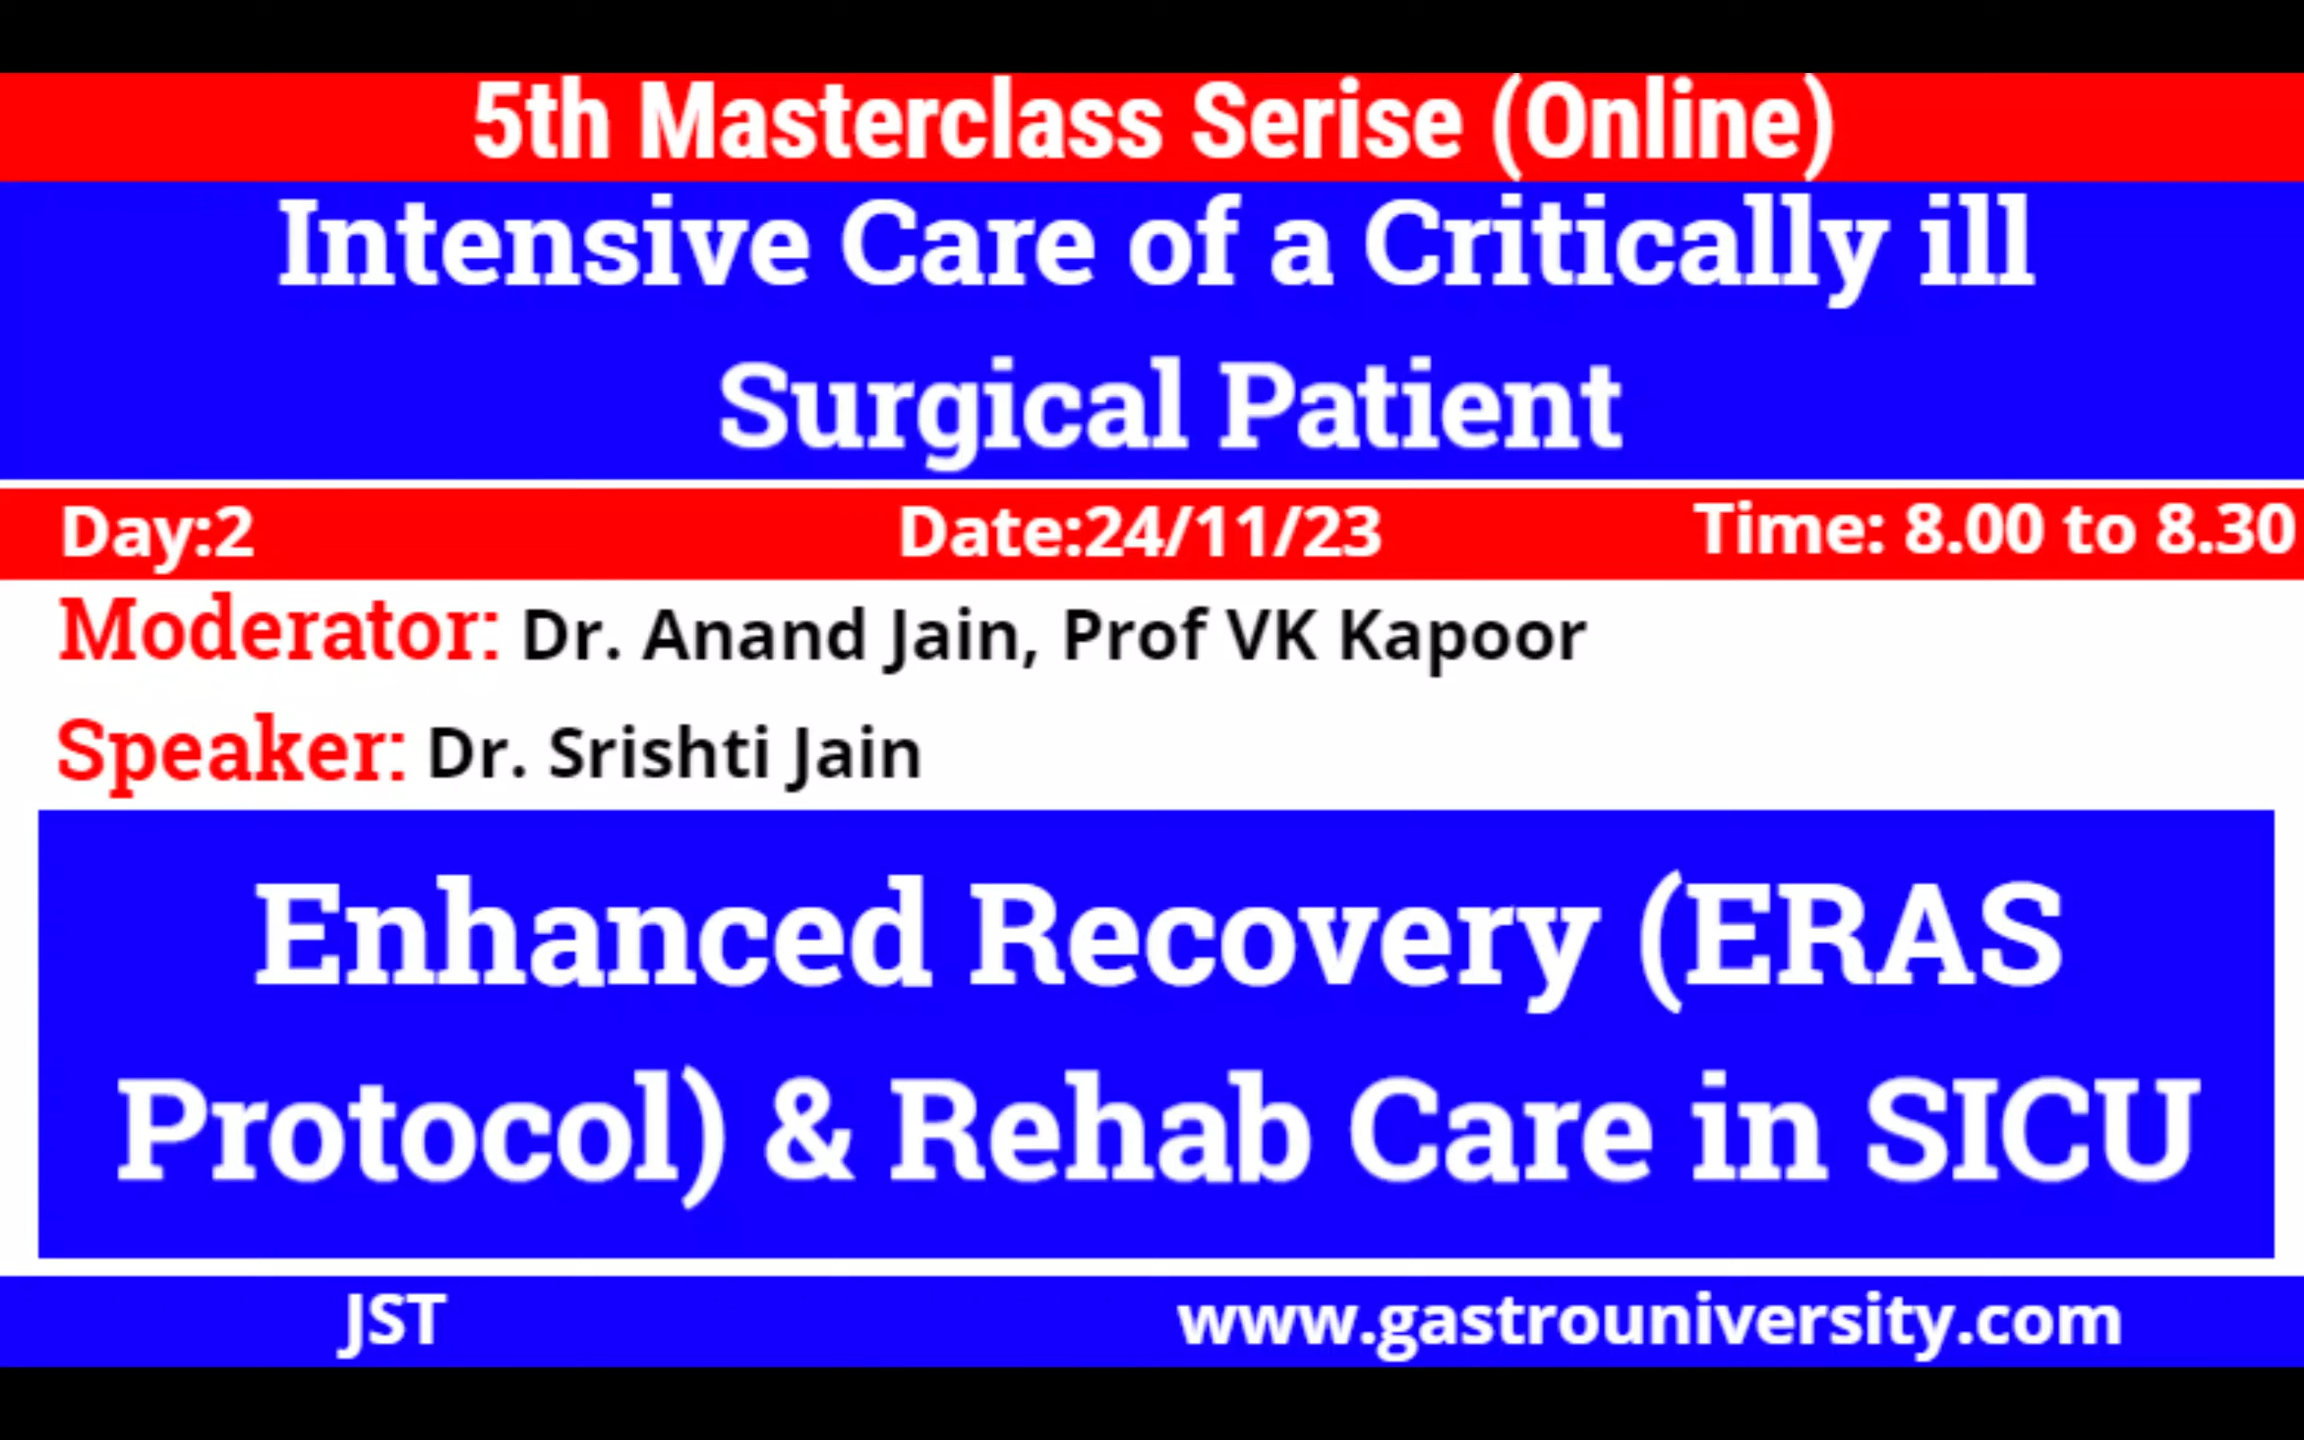 5th Masterclass Serise (Online)
Intensive Care of a Critically ill
Surgical Patient
Day:2 Date:24/11/23 Time: 8.00 to 8.30
Moderator: Dr. Anand Jain, Prof VK Kapoor
Speaker: Dr. Srishti Jain
Enhanced Recovery (ERAS
Protocol) & Rehab Care in SICU
JST www.gastrouniversity.com